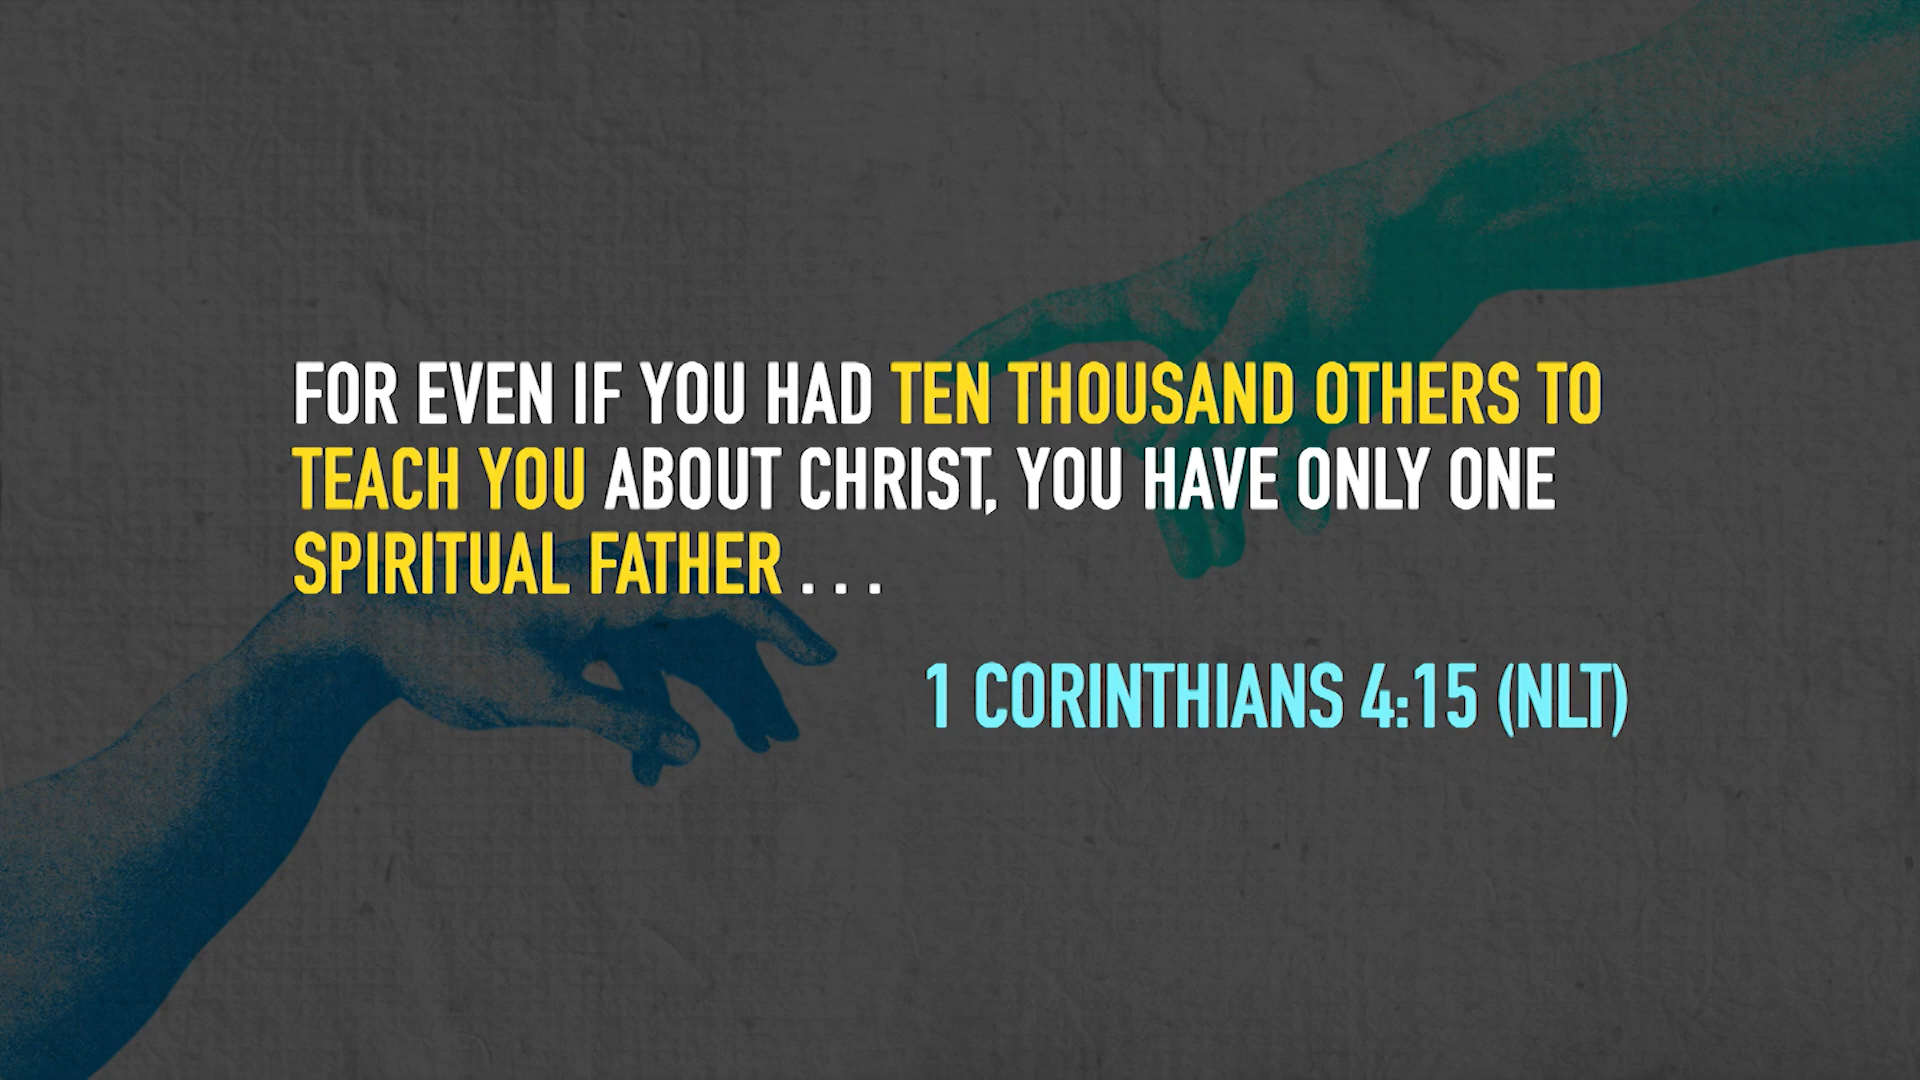 FOR EVEN IF YOU HAD TEN THOUSAND OTHERS TO
TEACH YOU ABOUT CHRIST, YOU HAVE ONLY ONE
SPIRITUAL FATHER . . .
1 CORINTHIANS 4:15 (NLT)